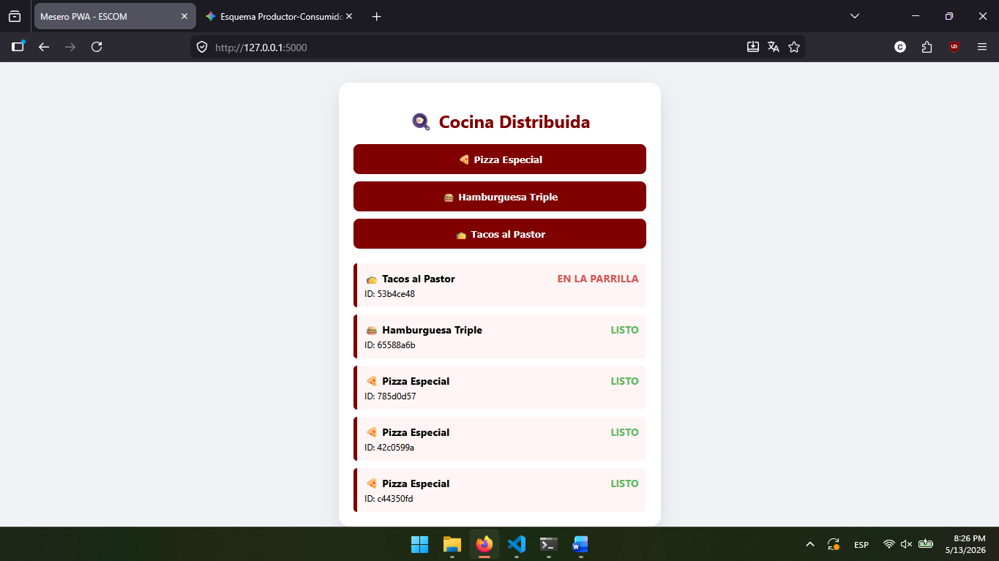 Mesero PWA - ESCOM
Esquema Productor-Consumido
http://127.0.0.1:5000
Cocina Distribuida
Pizza Especial
Hamburguesa Triple
Tacos al Pastor
Tacos al Pastor EN LA PARRILLA
ID: 53b4ce48
Hamburguesa Triple LISTO
ID: 65588a6b
Pizza Especial LISTO
ID: 785d0d57
Pizza Especial LISTO
ID: 42c0599a
Pizza Especial LISTO
ID: c44350fd
ESP
8:26 PM
5/13/2026